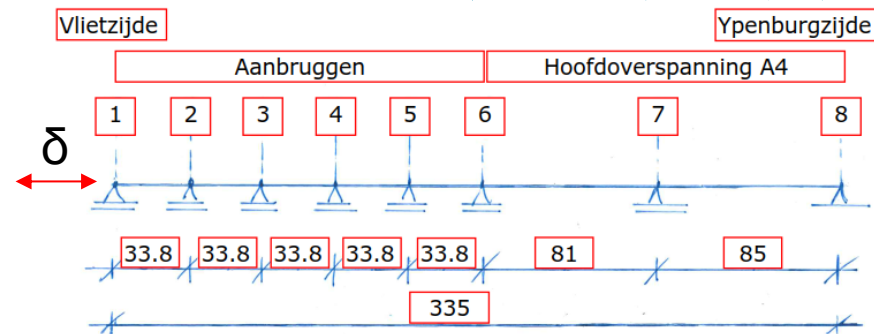 Vlietzijde Ypenburgzijde
Aanbruggen Hoofdoverspanning A4
1 2 3 4 5 6 7 8
δ
33.8 33.8 33.8 33.8 33.8 81 85
335